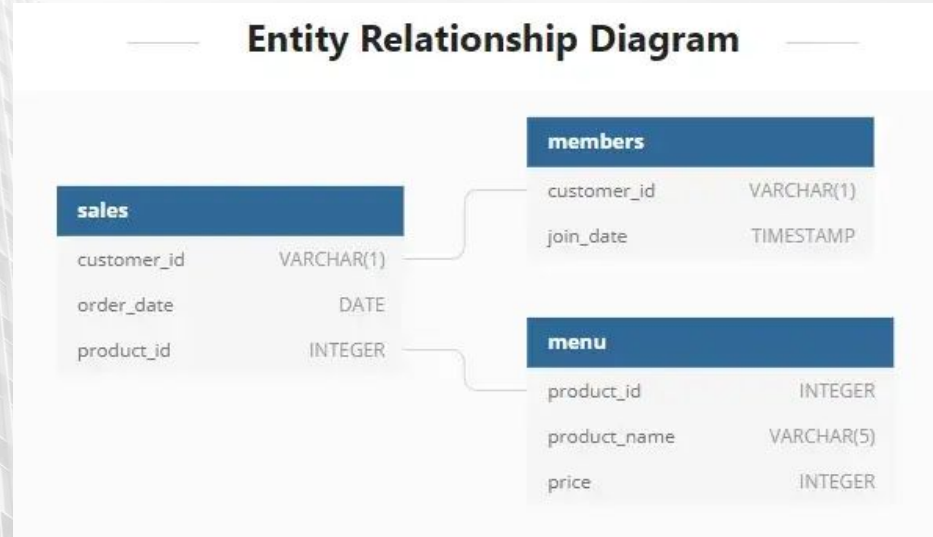 Entity Relationship Diagram
sales
customer_id VARCHAR(1)
order_date DATE
product_id INTEGER
members
customer_id VARCHAR(1)
join_date TIMESTAMP
menu
product_id INTEGER
product_name VARCHAR(5)
price INTEGER